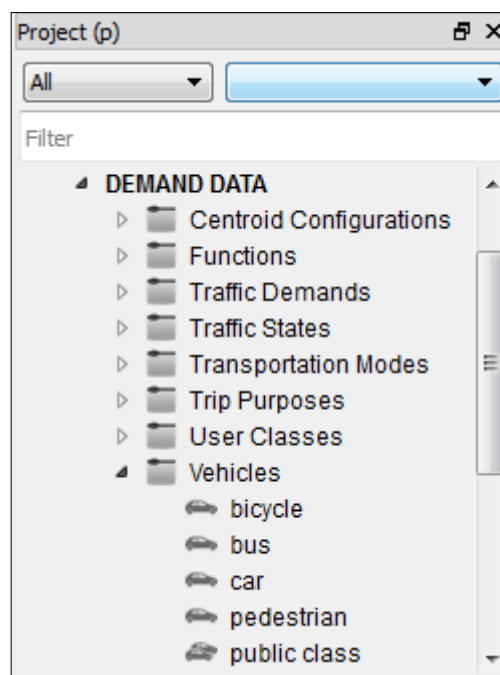 Project (p)
All
Filter
DEMAND DATA
Centroid Configurations
Functions
Traffic Demands
Traffic States
Transportation Modes
Trip Purposes
User Classes
Vehicles
bicycle
bus
car
pedestrian
public class